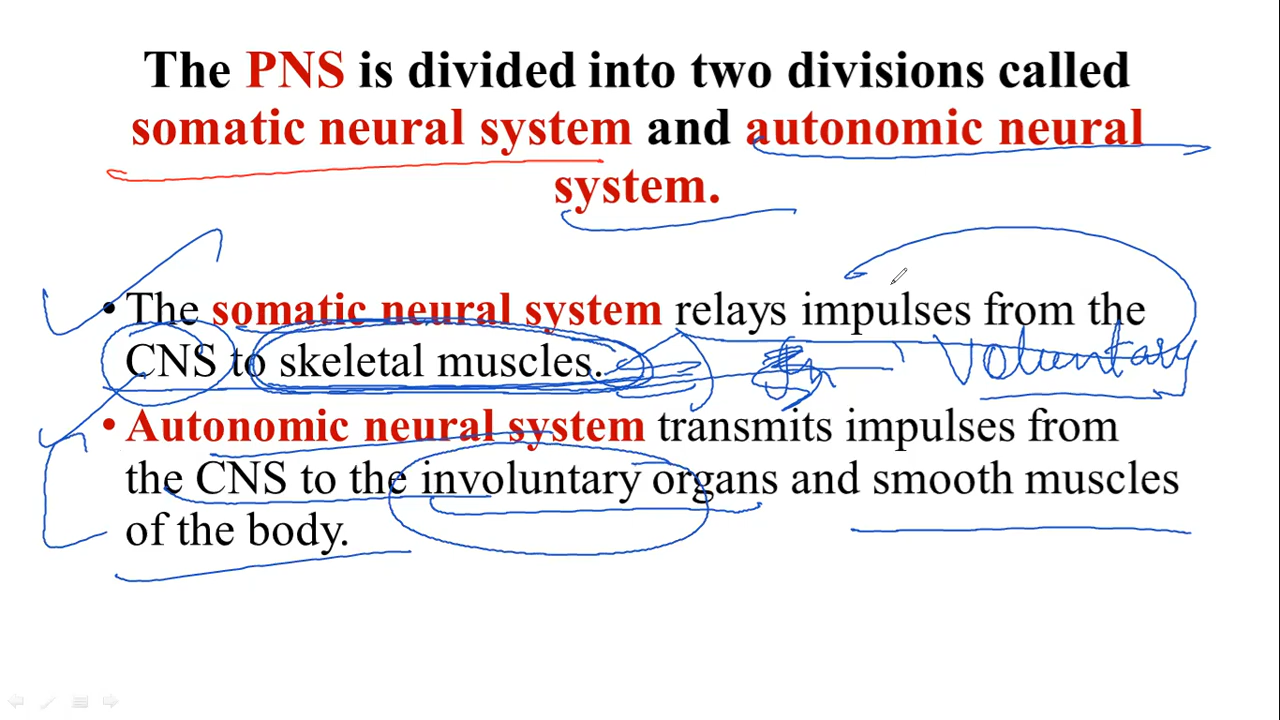 The PNS is divided into two divisions called
somatic neural system and autonomic neural
system.
• The somatic neural system relays impulses from the
CNS to skeletal muscles. Voluntary
• Autonomic neural system transmits impulses from
the CNS to the involuntary organs and smooth muscles
of the body.